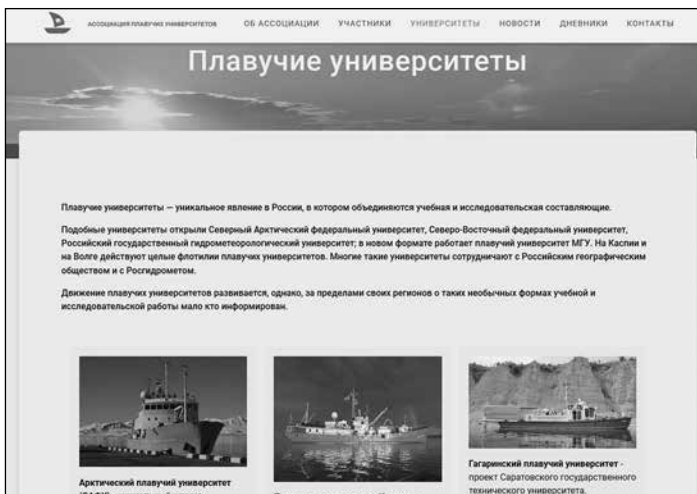 АССОЦИАЦИЯ ПЛАВУЧИХ УНИВЕРСИТЕТОВ ОБ АССОЦИАЦИИ УЧАСТНИКИ УНИВЕРСИТЕТЫ НОВОСТИ ДНЕВНИКИ КОНТАКТЫ
Плавучие университеты
Плавучие университеты — уникальное явление в России, в котором объединяются учебная и исследовательская составляющие.
Подобные университеты открыли Северный Арктический федеральный университет, Северо-Восточный федеральный университет,
Российский государственный гидрометеорологический университет; в новом формате работает плавучий университет МГУ. На Каспии и
на Волге действуют целые флотилии плавучих университетов. Многие такие университеты сотрудничают с Российским географическим
обществом и с Росгидрометом.
Движение плавучих университетов развивается, однако, за пределами своих регионов о таких необычных формах учебной и
исследовательской работы мало кто информирован.
Арктический плавучий университет
Гагаринский плавучий университет -
проект Саратовского государственного
технического университета.